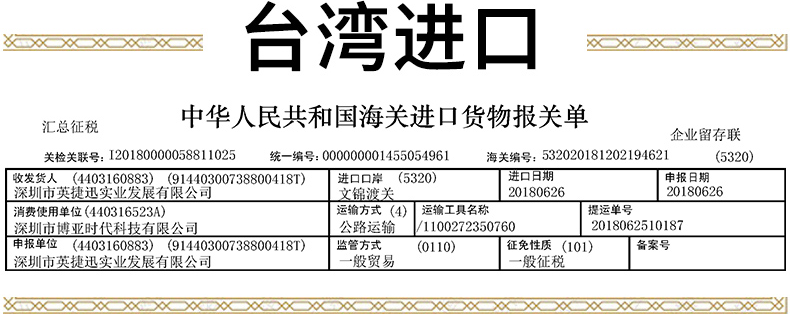 台湾进口
中华人民共和国海关进口货物报关单
汇总征税
企业留存联
关检关联号: I20180000058811025 统一编号: 000000001455054961 海关编号: 532020181202194621 (5320)
收发货人 (4403160883) (91440300738800418T) 进口口岸 (5320) 进口日期 申报日期
深圳市英捷迅实业发展有限公司 文锦渡关 20180626 20180626
消费使用单位 (440316523A) 运输方式 (4) 运输工具名称 提运单号
深圳市博亚时代科技有限公司 公路运输 /1100272350760 2018062510187
申报单位 (4403160883) (91440300738800418T) 监管方式 (0110) 征免性质 (101) 备案号
深圳市英捷迅实业发展有限公司 一般贸易 一般征税